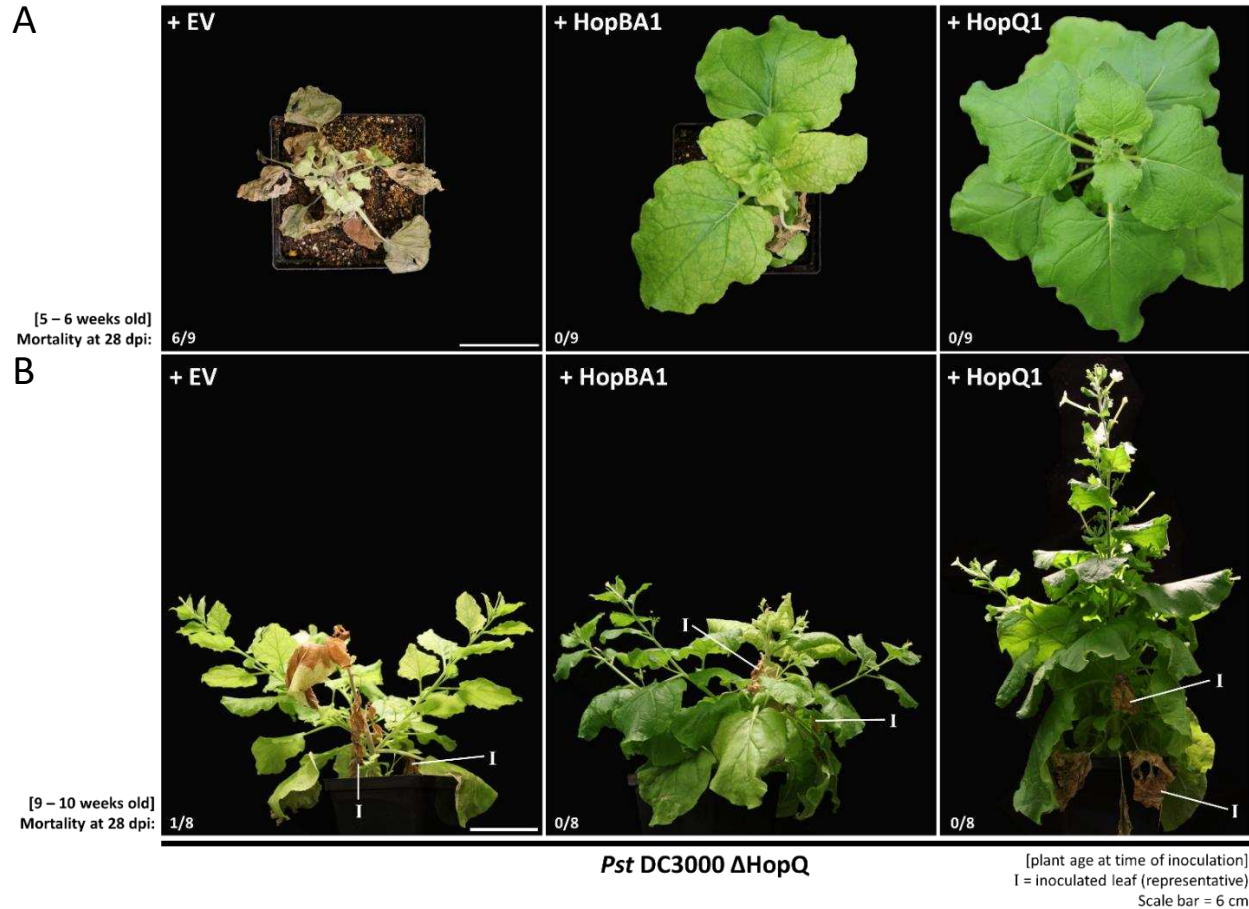 A
+ EV
+ HopBA1
+ HopQ1
[5 – 6 weeks old]
Mortality at 28 dpi:
6/9
0/9
0/9
B
+ EV
+ HopBA1
+ HopQ1
I
I
I
I
I
I
[9 – 10 weeks old]
Mortality at 28 dpi:
1/8
0/8
0/8
Pst DC3000 ΔHopQ
[plant age at time of inoculation]
I = inoculated leaf (representative)
Scale bar = 6 cm